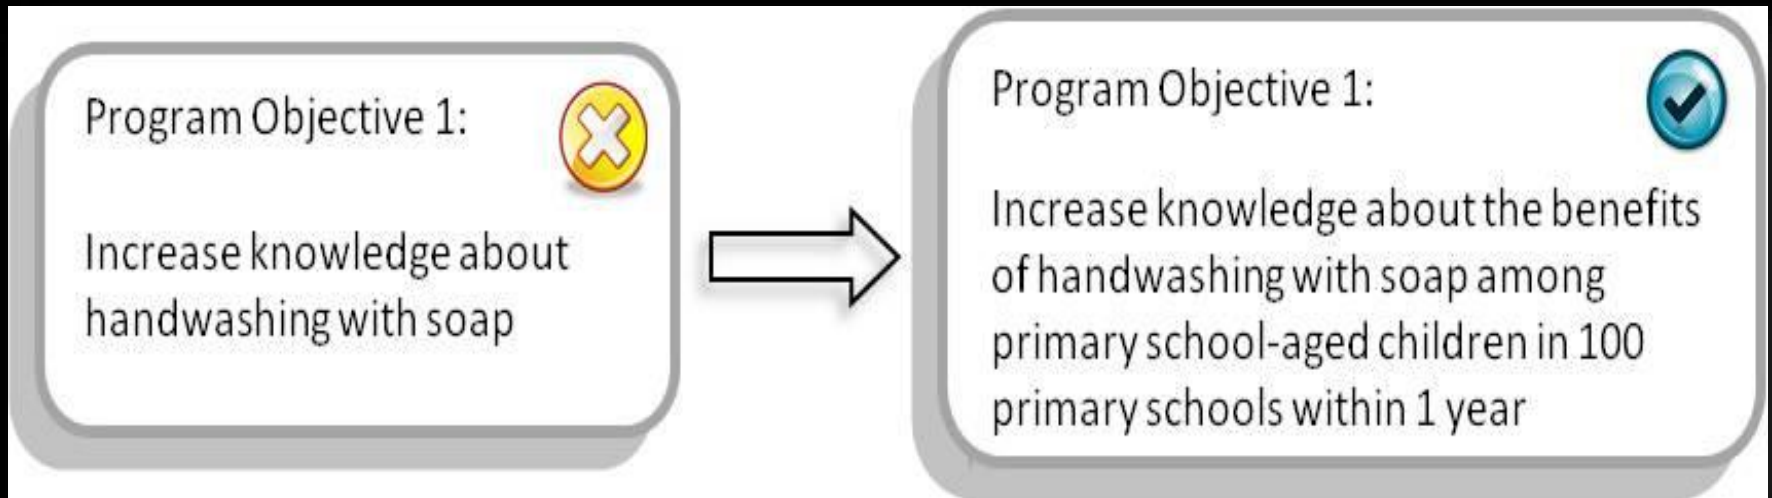 Program Objective 1:
Increase knowledge about
handwashing with soap
Program Objective 1:
Increase knowledge about the benefits
of handwashing with soap among
primary school-aged children in 100
primary schools within 1 year